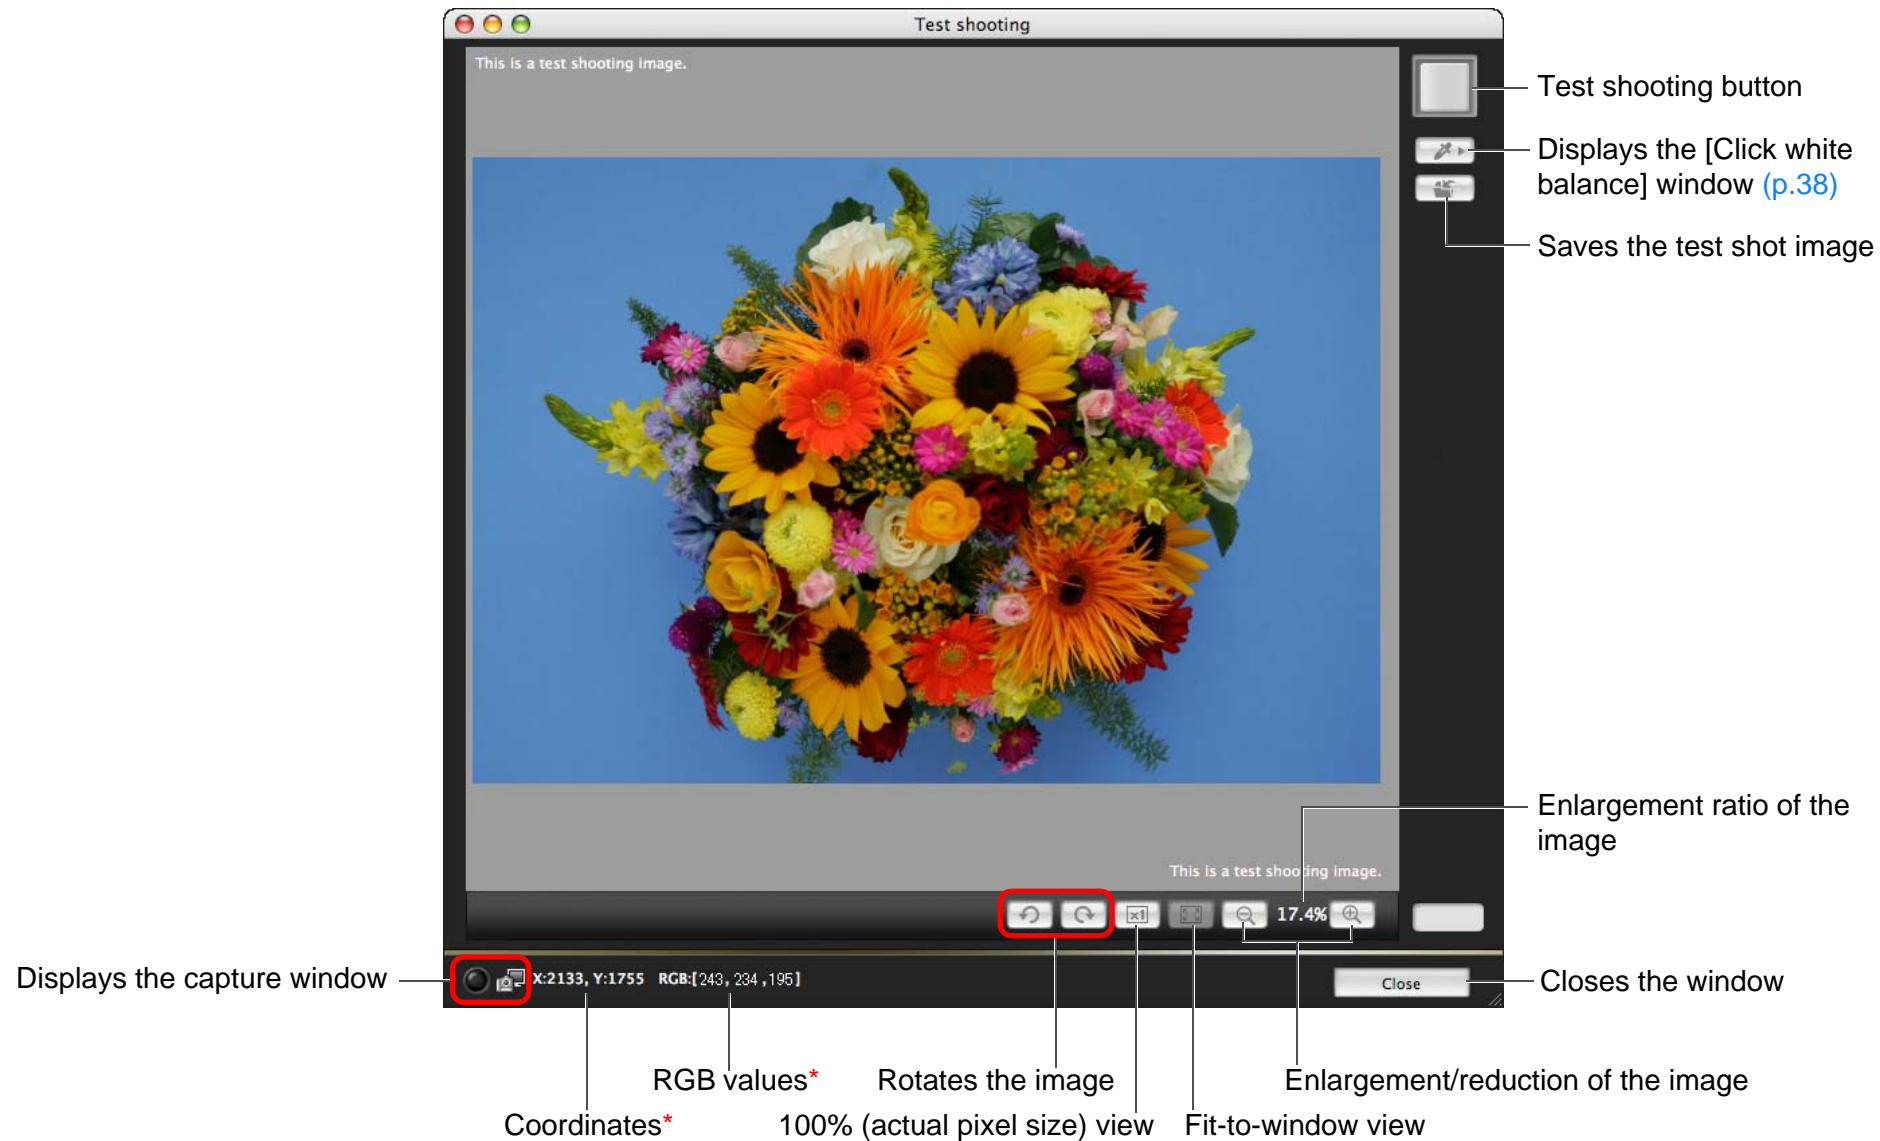 Test shooting
This is a test shooting image.
Test shooting button
Displays the [Click white
balance] window (p.38)
Saves the test shot image
Enlargement ratio of the
image
This is a test shooting image.
x1
17.4%
Displays the capture window
X:2133, Y:1755 RGB:[243, 234 ,195]
Close
Closes the window
RGB values*
Rotates the image
Enlargement/reduction of the image
Coordinates*
100% (actual pixel size) view
Fit-to-window view